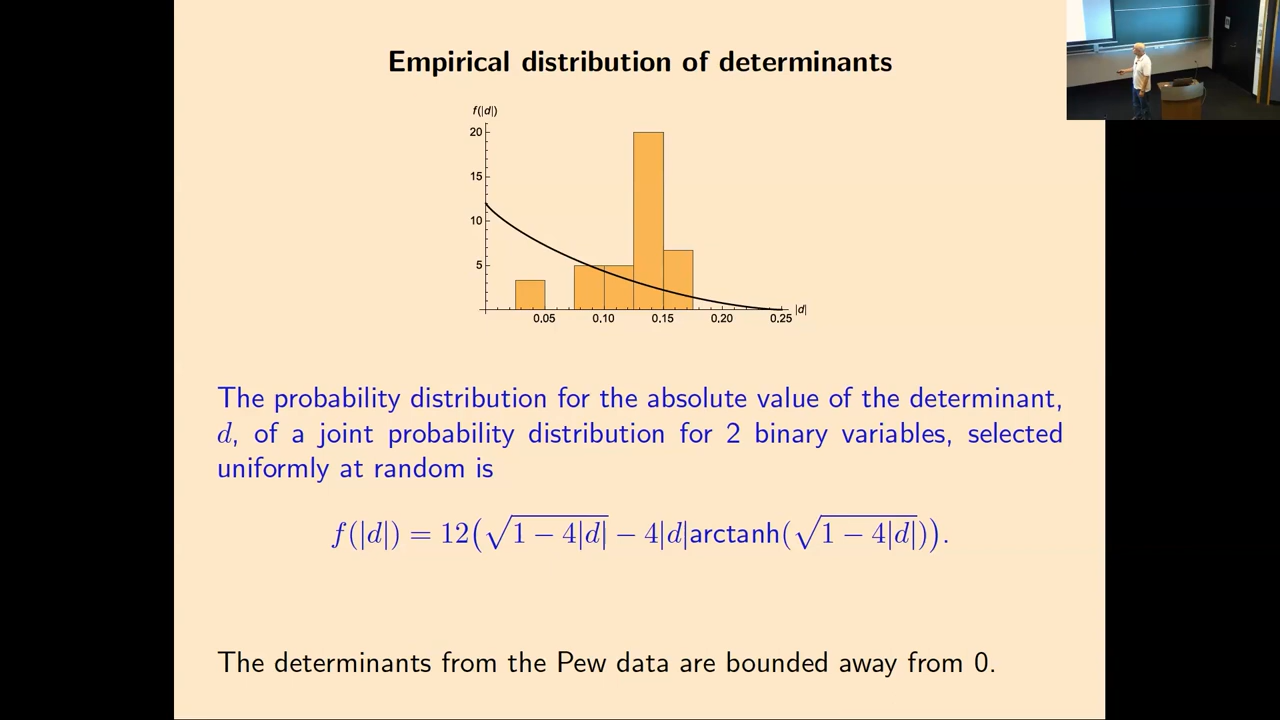 Empirical distribution of determinants
f(|d|)
20
15
10
5
0.05 0.10 0.15 0.20 0.25 |d|
The probability distribution for the absolute value of the determinant,
d, of a joint probability distribution for 2 binary variables, selected
uniformly at random is
f(|d|) = 12(√1 − 4|d| − 4|d|arctanh(√1 − 4|d|)).
The determinants from the Pew data are bounded away from 0.